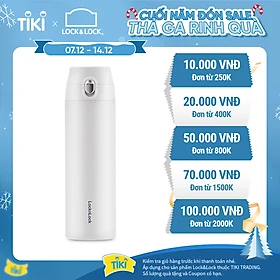 TIKI × LOCK&LOCK
07.12 - 14.12
CUỐI NĂM ĐÓN SALE
THẢ GA RINH QUÀ
10.000 VNĐ
Đơn từ 250K
20.000 VNĐ
Đơn từ 400K
50.000 VNĐ
Đơn từ 800K
70.000 VNĐ
Đơn từ 1500K
100.000 VNĐ
Đơn từ 2000K
Lock&Lock
TIKI
Kiểm tra giỏ hàng trước khi thanh toán nhé.
Áp dụng cho sản phẩm Lock&Lock thuộc TIKI TRADING.
Số lượng quà tặng và Coupon có hạn.